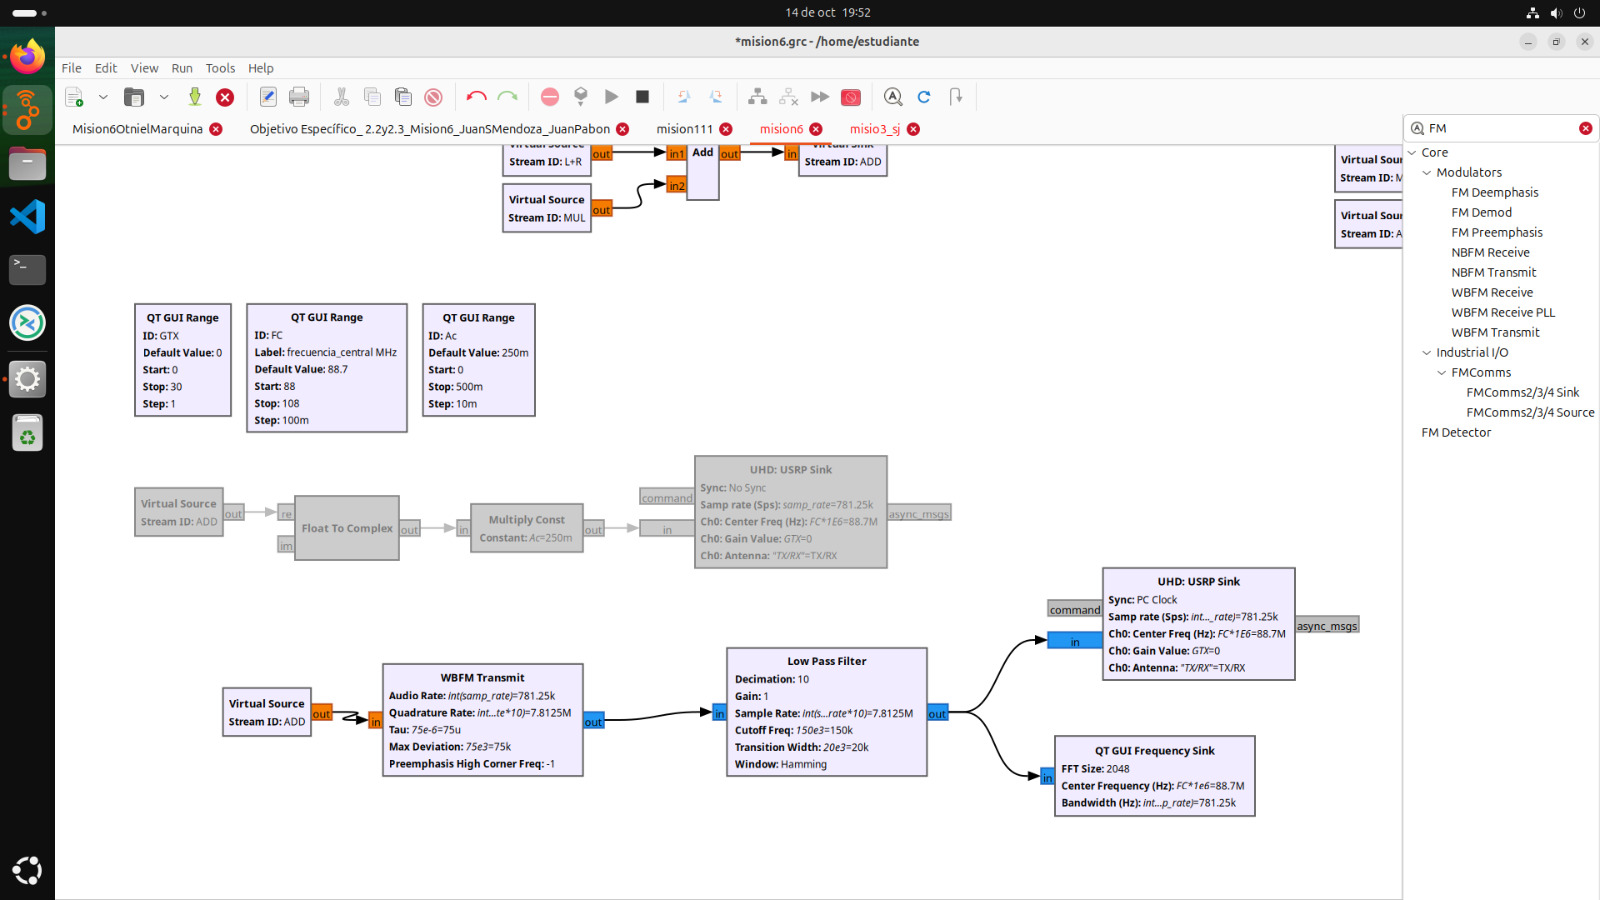 14 de oct 19:52
*mision6.grc - /home/estudiante
File Edit View Run Tools Help
Mision6OtnielMarquina
Objetivo Específico_ 2.2y2.3_Mision6_JuanSMendoza_JuanPabon
mision111
mision6
misio3_sj
FM
Core
Modulators
FM Deemphasis
FM Demod
FM Preemphasis
NBFM Receive
NBFM Transmit
WBFM Receive
WBFM Receive PLL
WBFM Transmit
Industrial I/O
FMComms
FMComms2/3/4 Sink
FMComms2/3/4 Source
FM Detector
Virtual Source
Stream ID: L+R
out
in1
in2
Add
out
in
Virtual Sink
Stream ID: ADD
Virtual Source
Stream ID: MUL
out
Virtual Sour
Stream ID: M
Virtual Sour
Stream ID: A
QT GUI Range
ID: GTX
Default Value: 0
Start: 0
Stop: 30
Step: 1
QT GUI Range
ID: FC
Label: frecuencia_central MHz
Default Value: 88.7
Start: 88
Stop: 108
Step: 100m
QT GUI Range
ID: Ac
Default Value: 250m
Start: 0
Stop: 500m
Step: 10m
Virtual Source
Stream ID: ADD
out
re
im
Float To Complex
out
in
Multiply Const
Constant: Ac=250m
out
command
in
UHD: USRP Sink
Sync: No Sync
Samp rate (Sps): samp_rate=781.25k
Ch0: Center Freq (Hz): FC*1E6=88.7M
Ch0: Gain Value: GTX=0
Ch0: Antenna: "TX/RX"=TX/RX
async_msgs
Virtual Source
Stream ID: ADD
out
in
WBFM Transmit
Audio Rate: int(samp_rate)=781.25k
Quadrature Rate: int...te*10)=7.8125M
Tau: 75e-6=75u
Max Deviation: 75e3=75k
Preemphasis High Corner Freq: -1
out
in
Low Pass Filter
Decimation: 10
Gain: 1
Sample Rate: int(s...rate*10)=7.8125M
Cutoff Freq: 150e3=150k
Transition Width: 20e3=20k
Window: Hamming
out
command
in
UHD: USRP Sink
Sync: PC Clock
Samp rate (Sps): int..._rate)=781.25k
Ch0: Center Freq (Hz): FC*1E6=88.7M
Ch0: Gain Value: GTX=0
Ch0: Antenna: "TX/RX"=TX/RX
async_msgs
in
QT GUI Frequency Sink
FFT Size: 2048
Center Frequency (Hz): FC*1e6=88.7M
Bandwidth (Hz): int...p_rate)=781.25k